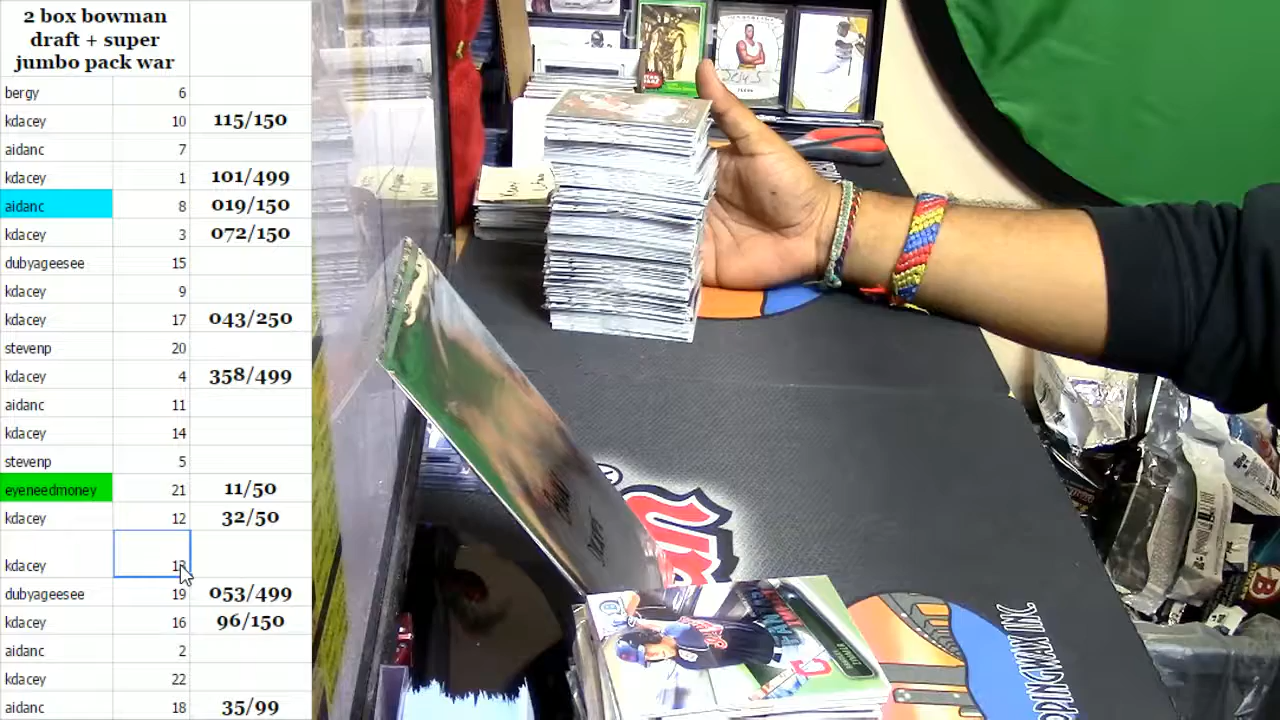 2 box bowman
draft + super
jumbo pack war
bergy 6
kdacey 10 115/150
aidanc 7
kdacey 1 101/499
aidanc 8 019/150
kdacey 3 072/150
dubyageesee 15
kdacey 9
kdacey 17 043/250
stevenp 20
kdacey 4 358/499
aidanc 11
kdacey 14
stevenp 5
eyeneedmoney 21 11/50
kdacey 12 32/50
kdacey
dubyageesee 19 053/499
kdacey 16 96/150
aidanc 2
kdacey 22
aidanc 18 35/99